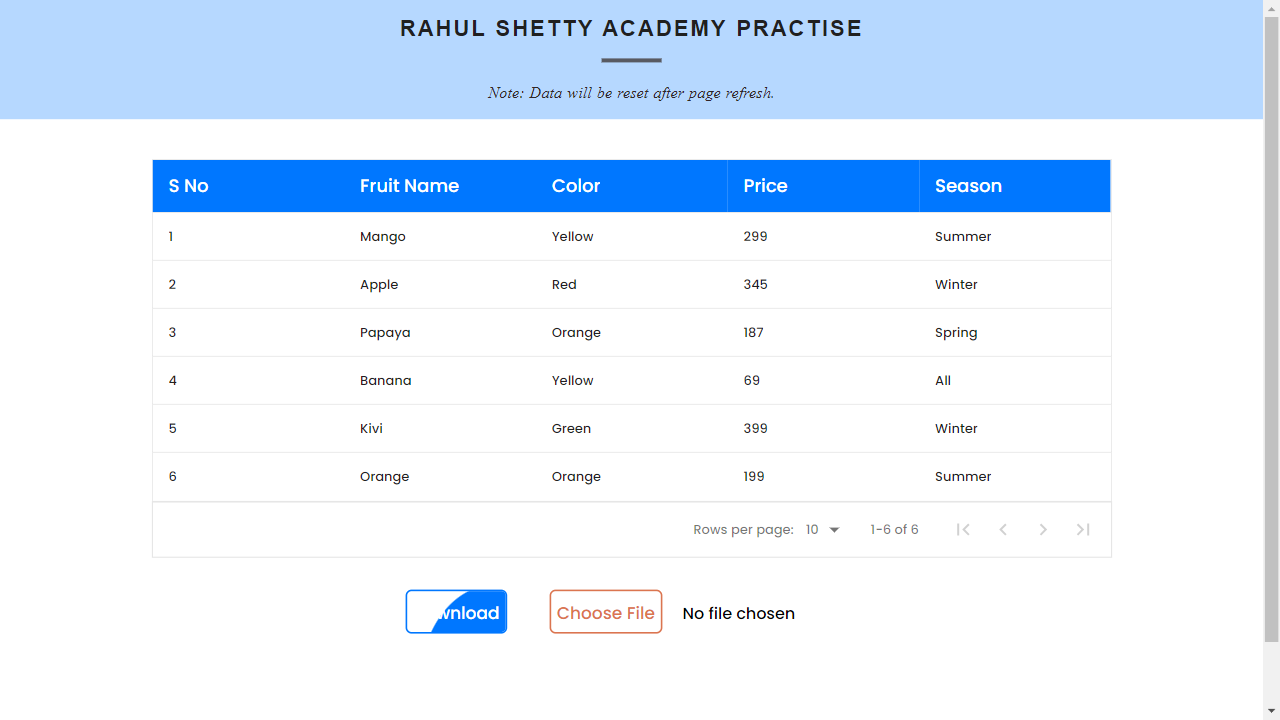 RAHUL SHETTY ACADEMY PRACTISE
Note: Data will be reset after page refresh.
S No Fruit Name Color Price Season
1 Mango Yellow 299 Summer
2 Apple Red 345 Winter
3 Papaya Orange 187 Spring
4 Banana Yellow 69 All
5 Kivi Green 399 Winter
6 Orange Orange 199 Summer
Rows per page: 10 1-6 of 6
Download Choose File No file chosen